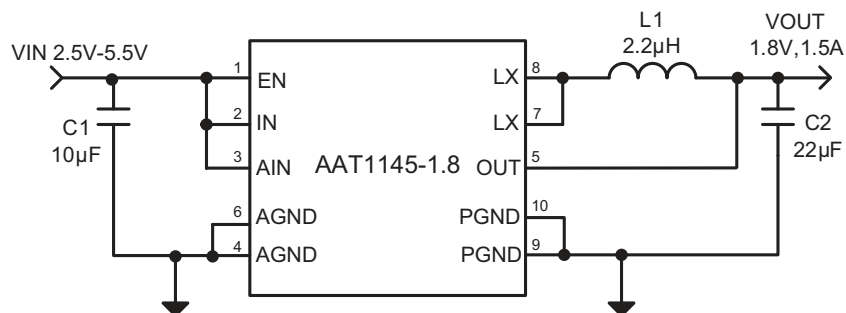 L1
2.2µH
VOUT
1.8V,1.5A
VIN 2.5V-5.5V
1
EN
LX
8
C1
10µF
2
IN
LX
7
C2
22µF
3
AIN
AAT1145-1.8
OUT
5
6
AGND
PGND
10
4
AGND
PGND
9